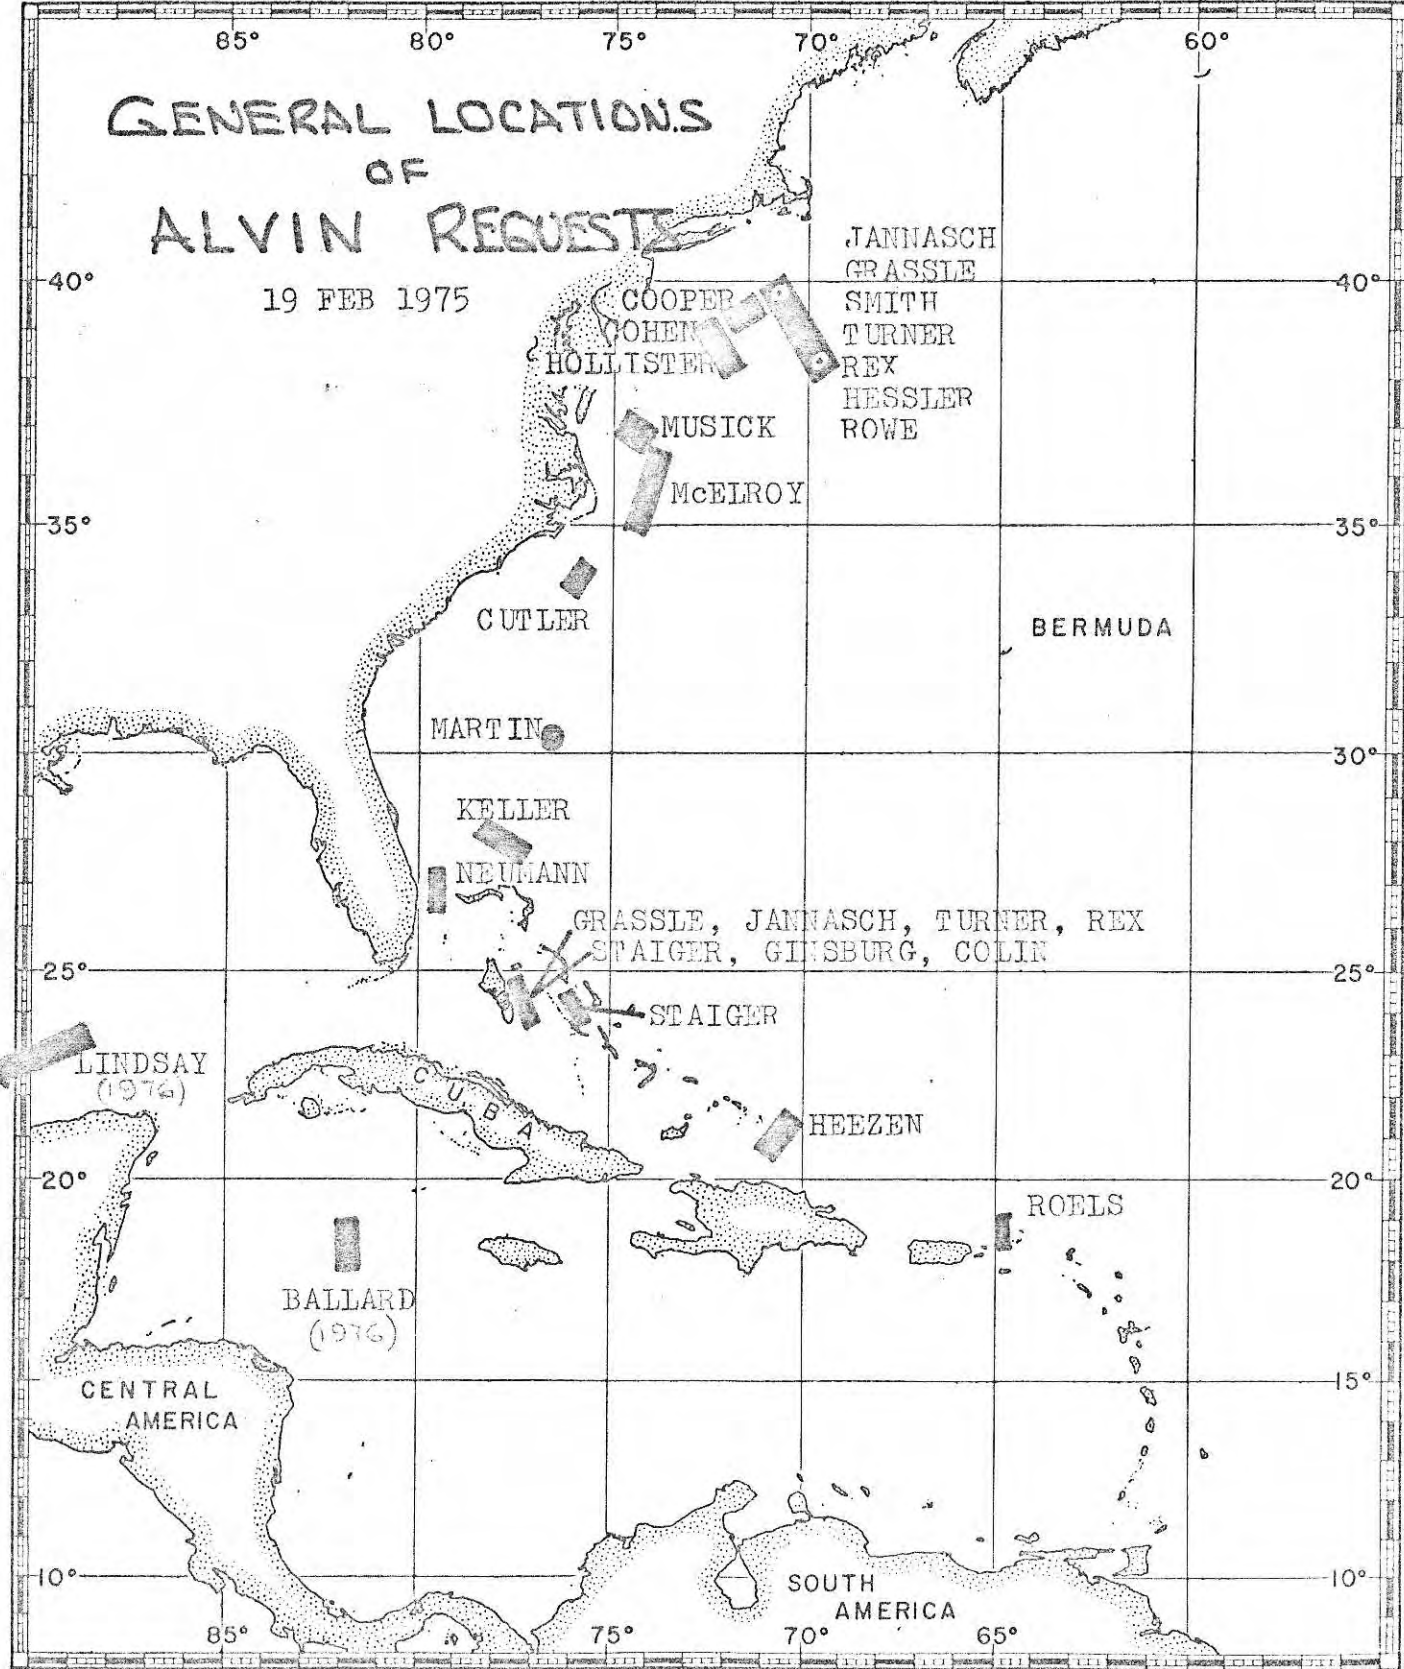 85° 80° 75° 70° 60°
GENERAL LOCATIONS
OF
ALVIN REQUESTS
19 FEB 1975
JANNASCH
GRASSLE
SMITH
TURNER
REX
HESSLER
ROWE
40° 40°
COOPER
COHEN
HOLLISTER
MUSICK
McELROY
35° 35°
CUTLER
BERMUDA
MARTIN
30° 30°
KELLER
NEUMANN
GRASSLE, JANNASCH, TURNER, REX
STAIGER, GINSBURG, COLIN
25° 25°
STAIGER
LINDSAY
(1976)
CUBA
HEEZEN
20° 20°
ROELS
BALLARD
(1976)
CENTRAL
AMERICA
15°
10° 10°
SOUTH
AMERICA
85° 75° 70° 65°